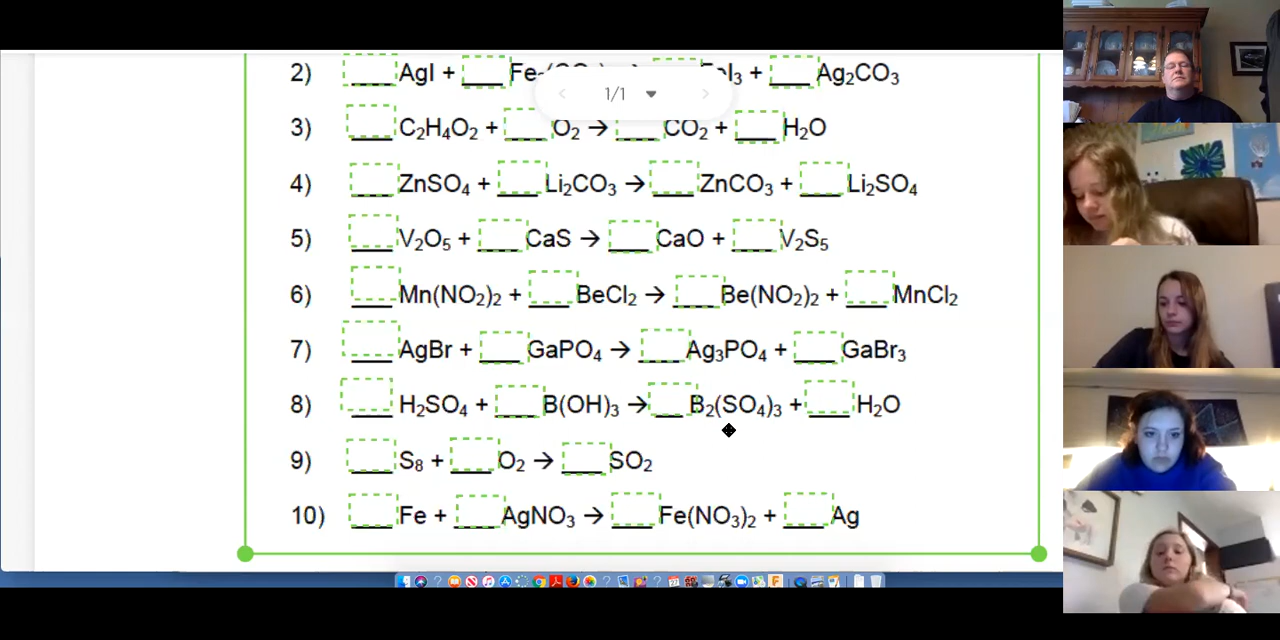 2) ___ AgI + ___ Fe₂( ___ I₃ + ___ Ag₂CO₃
1/1
3) ___ C₂H₄O₂ + ___ O₂ → ___ CO₂ + ___ H₂O
4) ___ ZnSO₄ + ___ Li₂CO₃ → ___ ZnCO₃ + ___ Li₂SO₄
5) ___ V₂O₅ + ___ CaS → ___ CaO + ___ V₂S₅
6) ___ Mn(NO₂)₂ + ___ BeCl₂ → ___ Be(NO₂)₂ + ___ MnCl₂
7) ___ AgBr + ___ GaPO₄ → ___ Ag₃PO₄ + ___ GaBr₃
8) ___ H₂SO₄ + ___ B(OH)₃ → ___ B₂(SO₄)₃ + ___ H₂O
9) ___ S₈ + ___ O₂ → ___ SO₂
10) ___ Fe + ___ AgNO₃ → ___ Fe(NO₃)₂ + ___ Ag